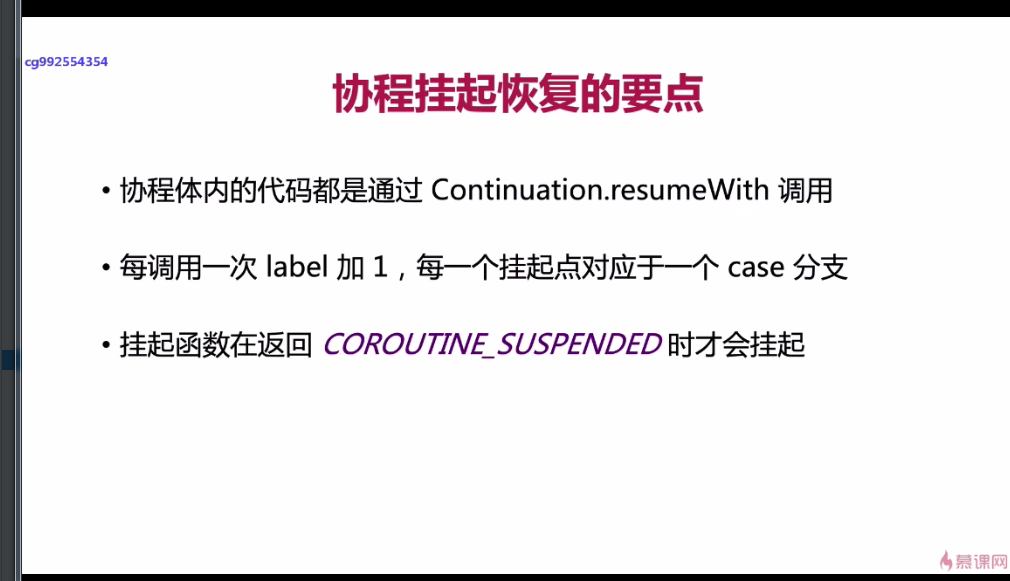 cg992554354
协程挂起恢复的要点
• 协程体内的代码都是通过 Continuation.resumeWith 调用
• 每调用一次 label 加 1，每一个挂起点对应于一个 case 分支
• 挂起函数在返回 COROUTINE_SUSPENDED 时才会挂起
慕课网